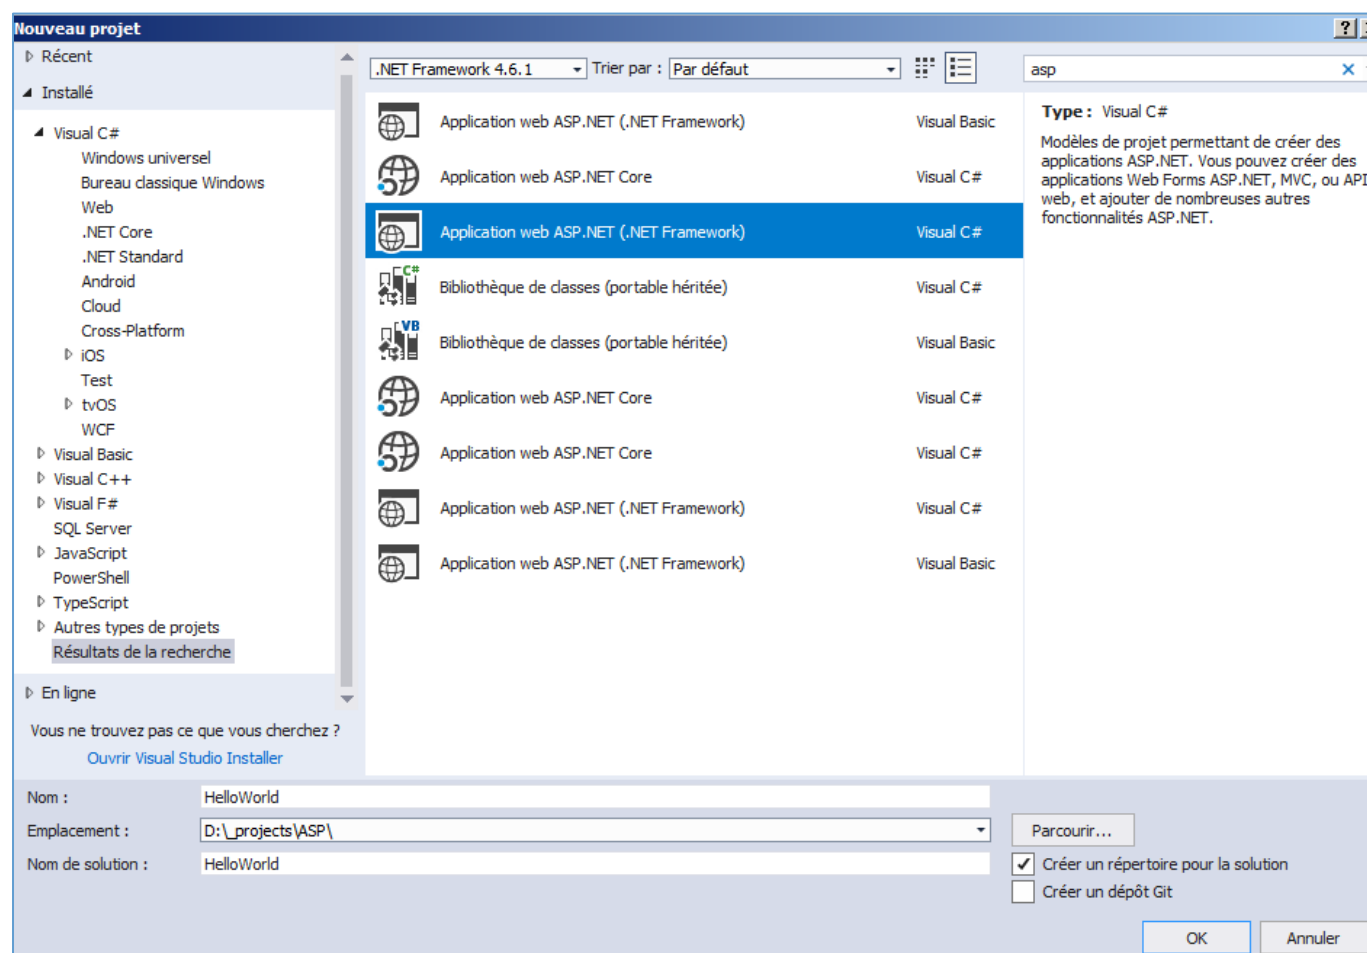 Nouveau projet
?
Récent
Installé
Visual C#
Windows universel
Bureau classique Windows
Web
.NET Core
.NET Standard
Android
Cloud
Cross-Platform
iOS
Test
tvOS
WCF
Visual Basic
Visual C++
Visual F#
SQL Server
JavaScript
PowerShell
TypeScript
Autres types de projets
Résultats de la recherche
En ligne
Vous ne trouvez pas ce que vous cherchez ?
Ouvrir Visual Studio Installer
.NET Framework 4.6.1 Trier par : Par défaut
Application web ASP.NET (.NET Framework) Visual Basic
Application web ASP.NET Core Visual C#
Application web ASP.NET (.NET Framework) Visual C#
C#
Bibliothèque de classes (portable héritée) Visual C#
VB
Bibliothèque de classes (portable héritée) Visual Basic
Application web ASP.NET Core Visual C#
Application web ASP.NET Core Visual C#
Application web ASP.NET (.NET Framework) Visual C#
Application web ASP.NET (.NET Framework) Visual Basic
asp
Type : Visual C#
Modèles de projet permettant de créer des
applications ASP.NET. Vous pouvez créer des
applications Web Forms ASP.NET, MVC, ou API
web, et ajouter de nombreuses autres
fonctionnalités ASP.NET.
Nom : HelloWorld
Emplacement : D:\_projects\ASP\
Parcourir...
Nom de solution : HelloWorld
Créer un répertoire pour la solution
Créer un dépôt Git
OK
Annuler